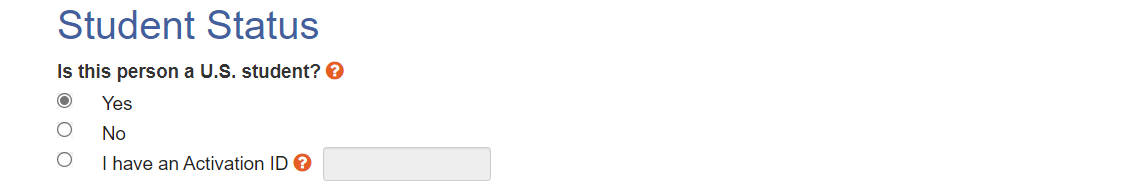 Student Status
Is this person a U.S. student? ?
Yes
No
I have an Activation ID ?